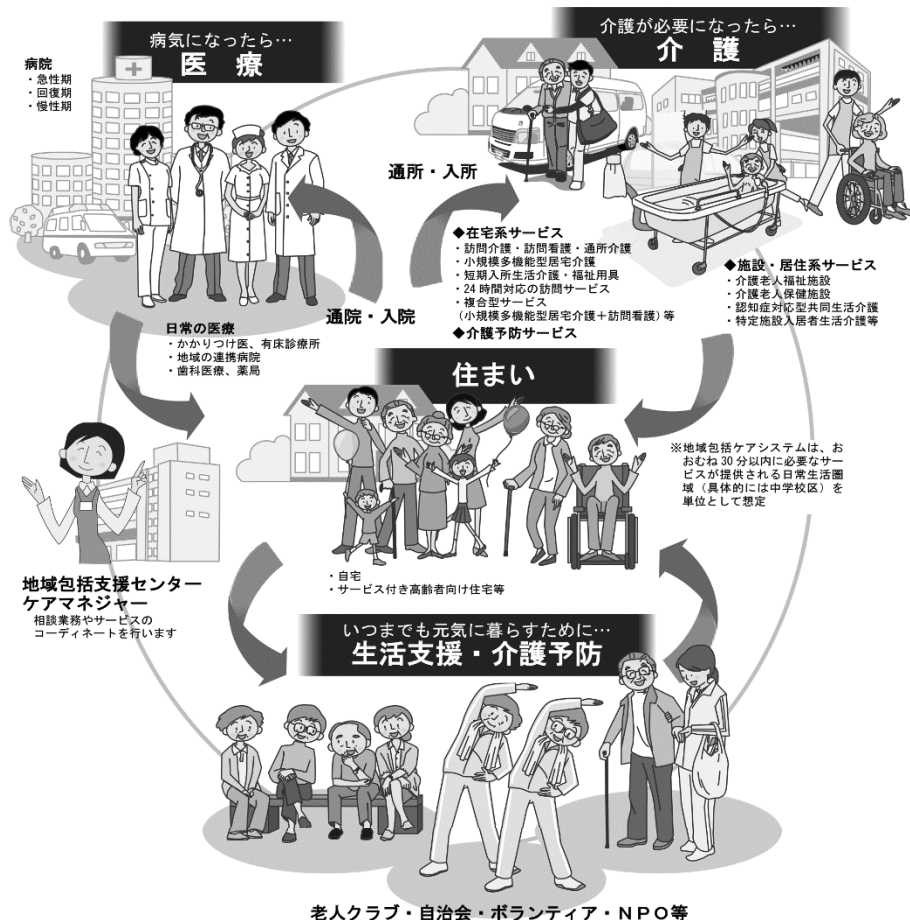 病気になったら…
医 療
病院
・急性期
・回復期
・慢性期
介護が必要になったら…
介 護
通所・入所
◆在宅系サービス
・訪問介護・訪問看護・通所介護
・小規模多機能型居宅介護
・短期入所生活介護・福祉用具
・24時間対応の訪問サービス
・複合型サービス
(小規模多機能型居宅介護+訪問看護)等
◆介護予防サービス
◆施設・居住系サービス
・介護老人福祉施設
・介護老人保健施設
・認知症対応型共同生活介護
・特定施設入居者生活介護等
通院・入院
日常の医療
・かかりつけ医、有床診療所
・地域の連携病院
・歯科医療、薬局
住まい
※地域包括ケアシステムは、お
おむね30分以内に必要なサー
ビスが提供される日常生活圏
域(具体的には中学校区)を
単位として想定
・自宅
・サービス付き高齢者向け住宅等
地域包括支援センター
ケアマネジャー
相談業務やサービスの
コーディネートを行います
いつまでも元気に暮らすために…
生活支援・介護予防
老人クラブ・自治会・ボランティア・NPO等